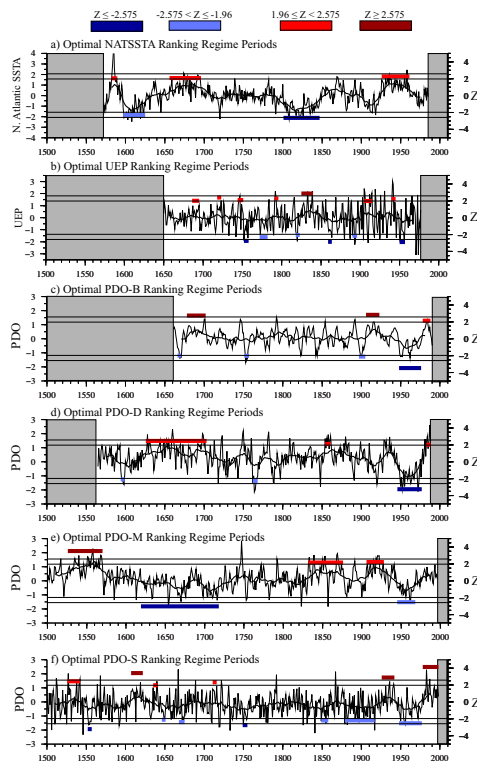 Z ≤ -2.575
-2.575 < Z ≤ -1.96
1.96 ≤ Z < 2.575
Z ≥ 2.575
a) Optimal NATSSTA Ranking Regime Periods
N. Atlantic SSTA
4
3
2
1
0
−1
−2
−3
−4
4
2
0
−2
−4
Z
1500 1550 1600 1650 1700 1750 1800 1850 1900 1950 2000
b) Optimal UEP Ranking Regime Periods
UEP
3
2
1
0
−1
−2
−3
4
2
0
−2
−4
Z
1500 1550 1600 1650 1700 1750 1800 1850 1900 1950 2000
c) Optimal PDO-B Ranking Regime Periods
PDO
3
2
1
0
−1
−2
−3
4
2
0
−2
−4
Z
1500 1550 1600 1650 1700 1750 1800 1850 1900 1950 2000
d) Optimal PDO-D Ranking Regime Periods
PDO
3
2
1
0
−1
−2
−3
4
2
0
−2
−4
Z
1500 1550 1600 1650 1700 1750 1800 1850 1900 1950 2000
e) Optimal PDO-M Ranking Regime Periods
PDO
3
2
1
0
−1
−2
−3
4
2
0
−2
−4
Z
1500 1550 1600 1650 1700 1750 1800 1850 1900 1950 2000
f) Optimal PDO-S Ranking Regime Periods
PDO
3
2
1
0
−1
−2
−3
4
2
0
−2
−4
Z
1500 1550 1600 1650 1700 1750 1800 1850 1900 1950 2000